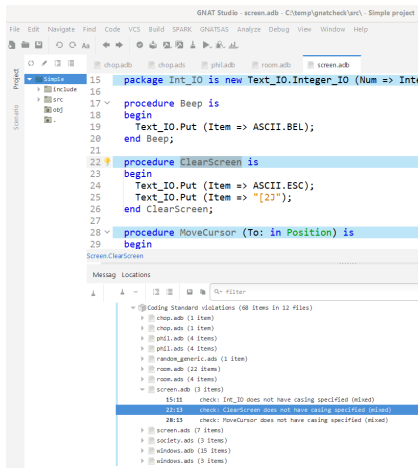 GNAT Studio - screen.adb - C:\temp\gnatcheck\src\ - Simple project
File Edit Navigate Find Code VCS Build SPARK GNATSAS Analyze Debug View Window Help
chop.adb chop.ads phil.adb room.adb screen.adb
Project
Scenario
Simple
include
src
obj
.
15 package Int_IO is new Text_IO.Integer_IO (Num => Inte
16
17 procedure Beep is
18 begin
19 Text_IO.Put (Item => ASCII.BEL);
20 end Beep;
21
22 procedure ClearScreen is
23 begin
24 Text_IO.Put (Item => ASCII.ESC);
25 Text_IO.Put (Item => "[2J");
26 end ClearScreen;
27
28 procedure MoveCursor (To: in Position) is
29 begin
Screen.ClearScreen
Messag Locations
filter
Coding Standard violations (68 items in 12 files)
chop.adb (1 item)
chop.ads (1 item)
phil.adb (4 items)
phil.ads (4 items)
random_generic.ads (1 item)
room.adb (22 items)
room.ads (4 items)
screen.adb (3 items)
15:11 check: Int_IO does not have casing specified (mixed)
22:13 check: ClearScreen does not have casing specified (mixed)
28:13 check: MoveCursor does not have casing specified (mixed)
screen.ads (7 items)
society.ads (3 items)
windows.adb (15 items)
windows.ads (3 items)